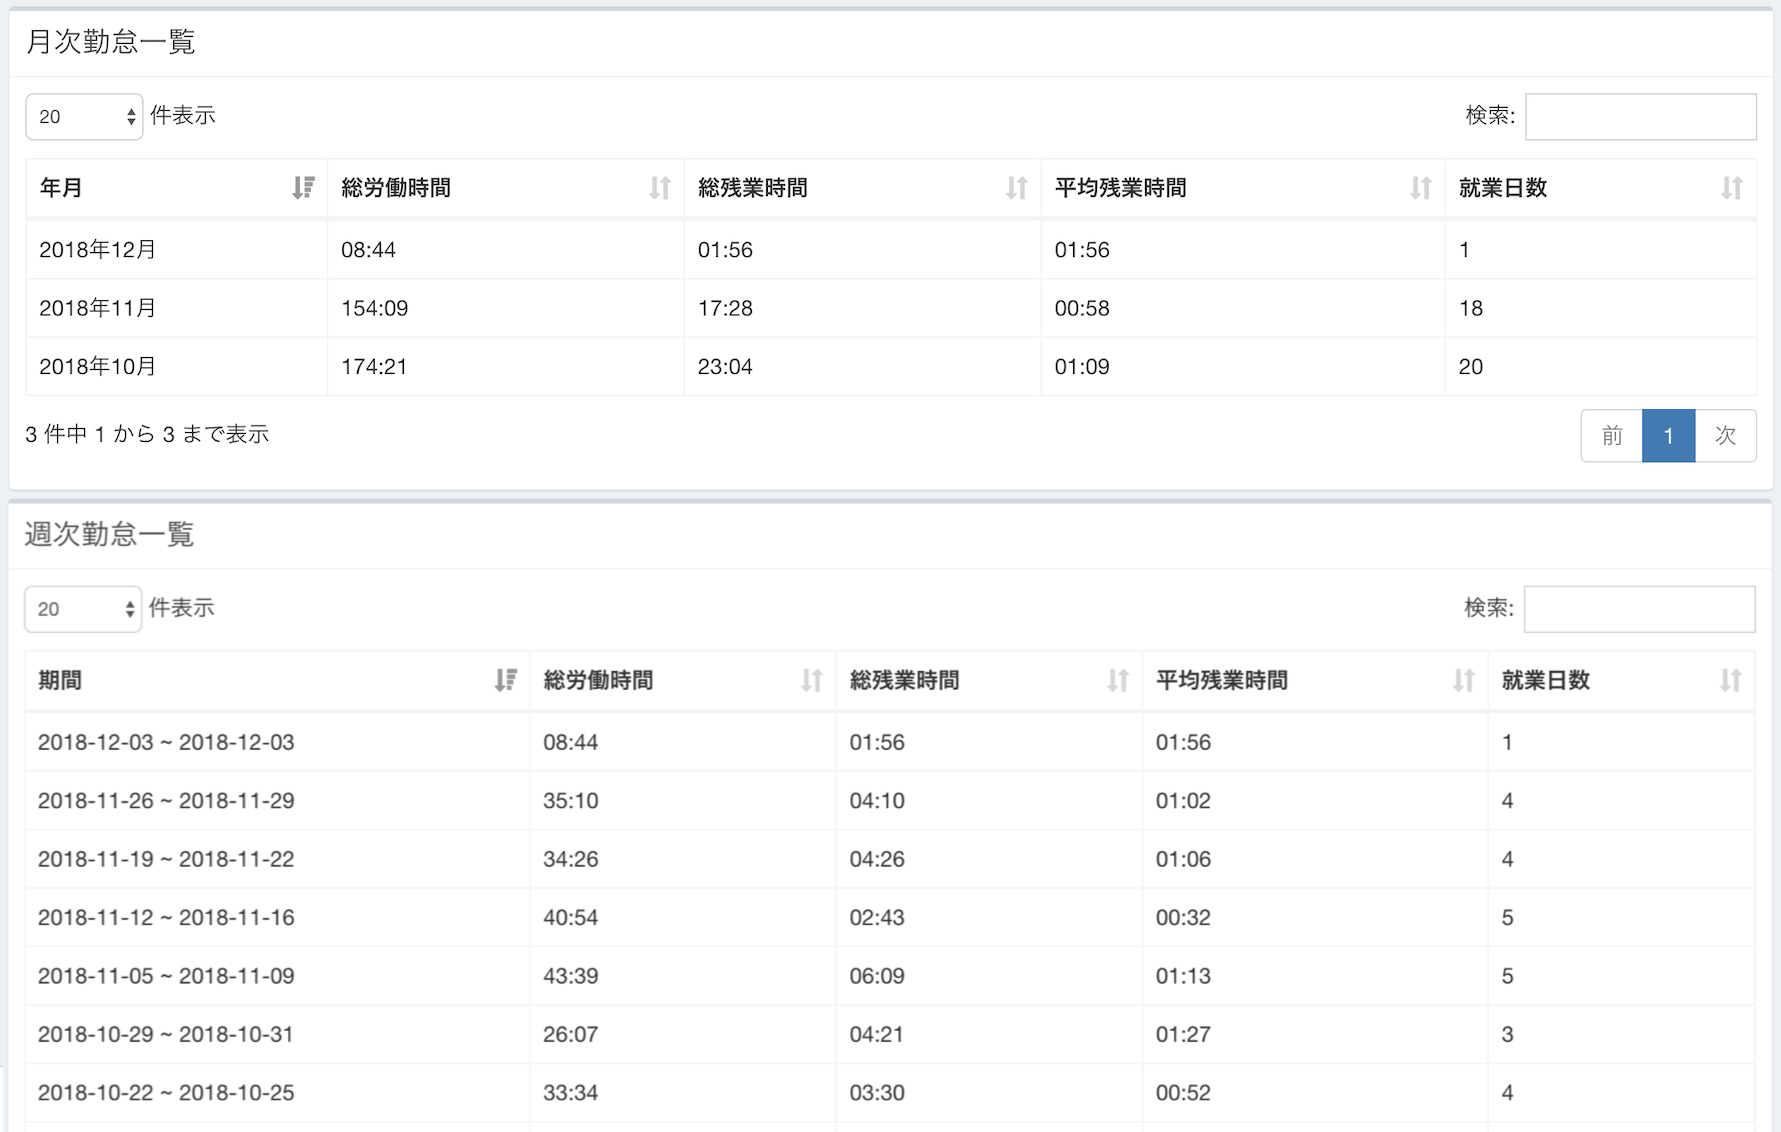 月次勤怠一覧
20 件表示 検索:
年月 総労働時間 総残業時間 平均残業時間 就業日数
2018年12月 08:44 01:56 01:56 1
2018年11月 154:09 17:28 00:58 18
2018年10月 174:21 23:04 01:09 20
3 件中 1 から 3 まで表示 前 1 次
週次勤怠一覧
20 件表示 検索:
期間 総労働時間 総残業時間 平均残業時間 就業日数
2018-12-03 ~ 2018-12-03 08:44 01:56 01:56 1
2018-11-26 ~ 2018-11-29 35:10 04:10 01:02 4
2018-11-19 ~ 2018-11-22 34:26 04:26 01:06 4
2018-11-12 ~ 2018-11-16 40:54 02:43 00:32 5
2018-11-05 ~ 2018-11-09 43:39 06:09 01:13 5
2018-10-29 ~ 2018-10-31 26:07 04:21 01:27 3
2018-10-22 ~ 2018-10-25 33:34 03:30 00:52 4